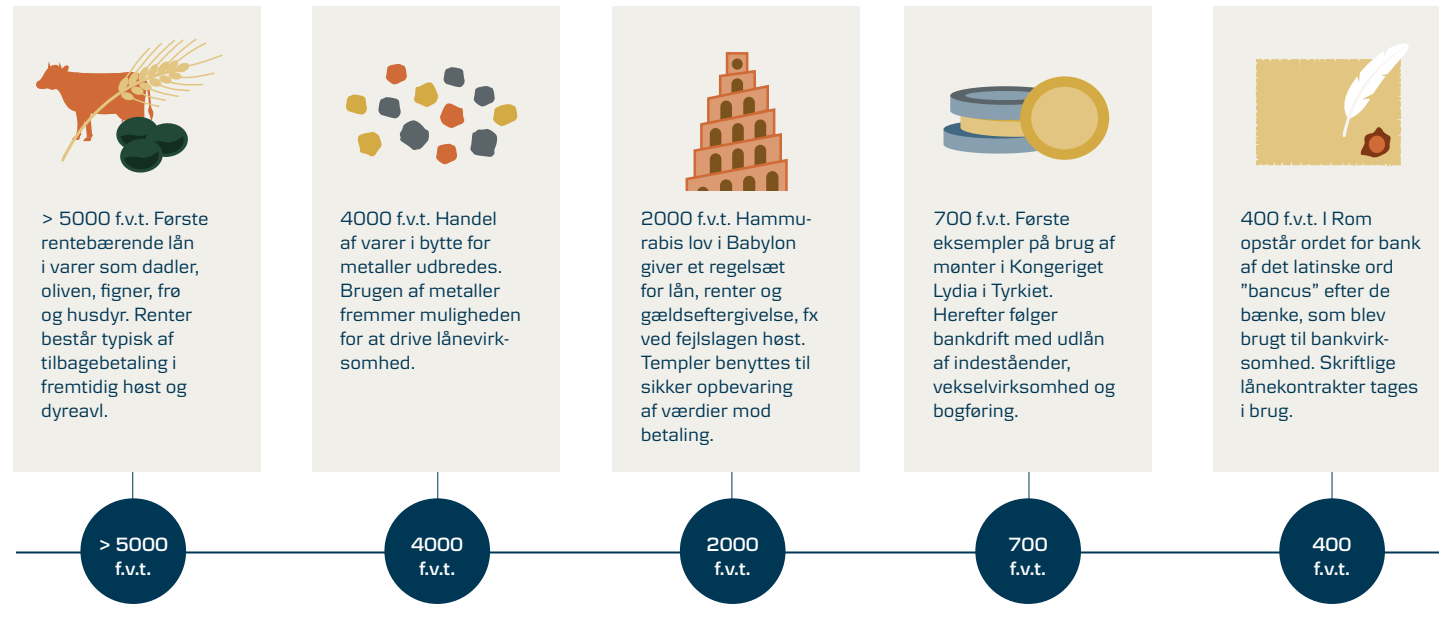 > 5000 f.v.t. Første
rentebærende lån
i varer som dadler,
oliven, figner, frø
og husdyr. Renter
består typisk af
tilbagebetaling i
fremtidig høst og
dyreavl.
4000 f.v.t. Handel
af varer i bytte for
metaller udbredes.
Brugen af metaller
fremmer muligheden
for at drive lånevirk-
somhed.
2000 f.v.t. Hammu-
rabis lov i Babylon
giver et regelsæt
for lån, renter og
gældseftergivelse, fx
ved fejlslagen høst.
Templer benyttes til
sikker opbevaring
af værdier mod
betaling.
700 f.v.t. Første
eksempler på brug af
mønter i Kongeriget
Lydia i Tyrkiet.
Herefter følger
bankdrift med udlån
af indeståender,
vekselvirksomhed og
bogføring.
400 f.v.t. I Rom
opstår ordet for bank
af det latinske ord
"bancus" efter de
bænke, som blev
brugt til bankvirk-
somhed. Skriftlige
lånekontrakter tages
i brug.
> 5000
f.v.t.
4000
f.v.t.
2000
f.v.t.
700
f.v.t.
400
f.v.t.